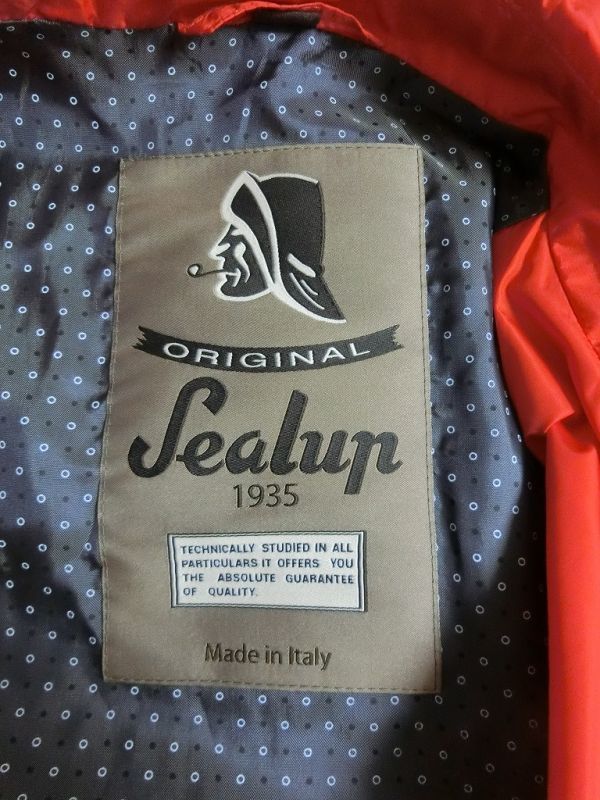 ORIGINAL
Sealup
1935
TECHNICALLY STUDIED IN ALL
PARTICULARS IT OFFERS YOU
THE ABSOLUTE GUARANTEE
OF QUALITY.
Made in Italy